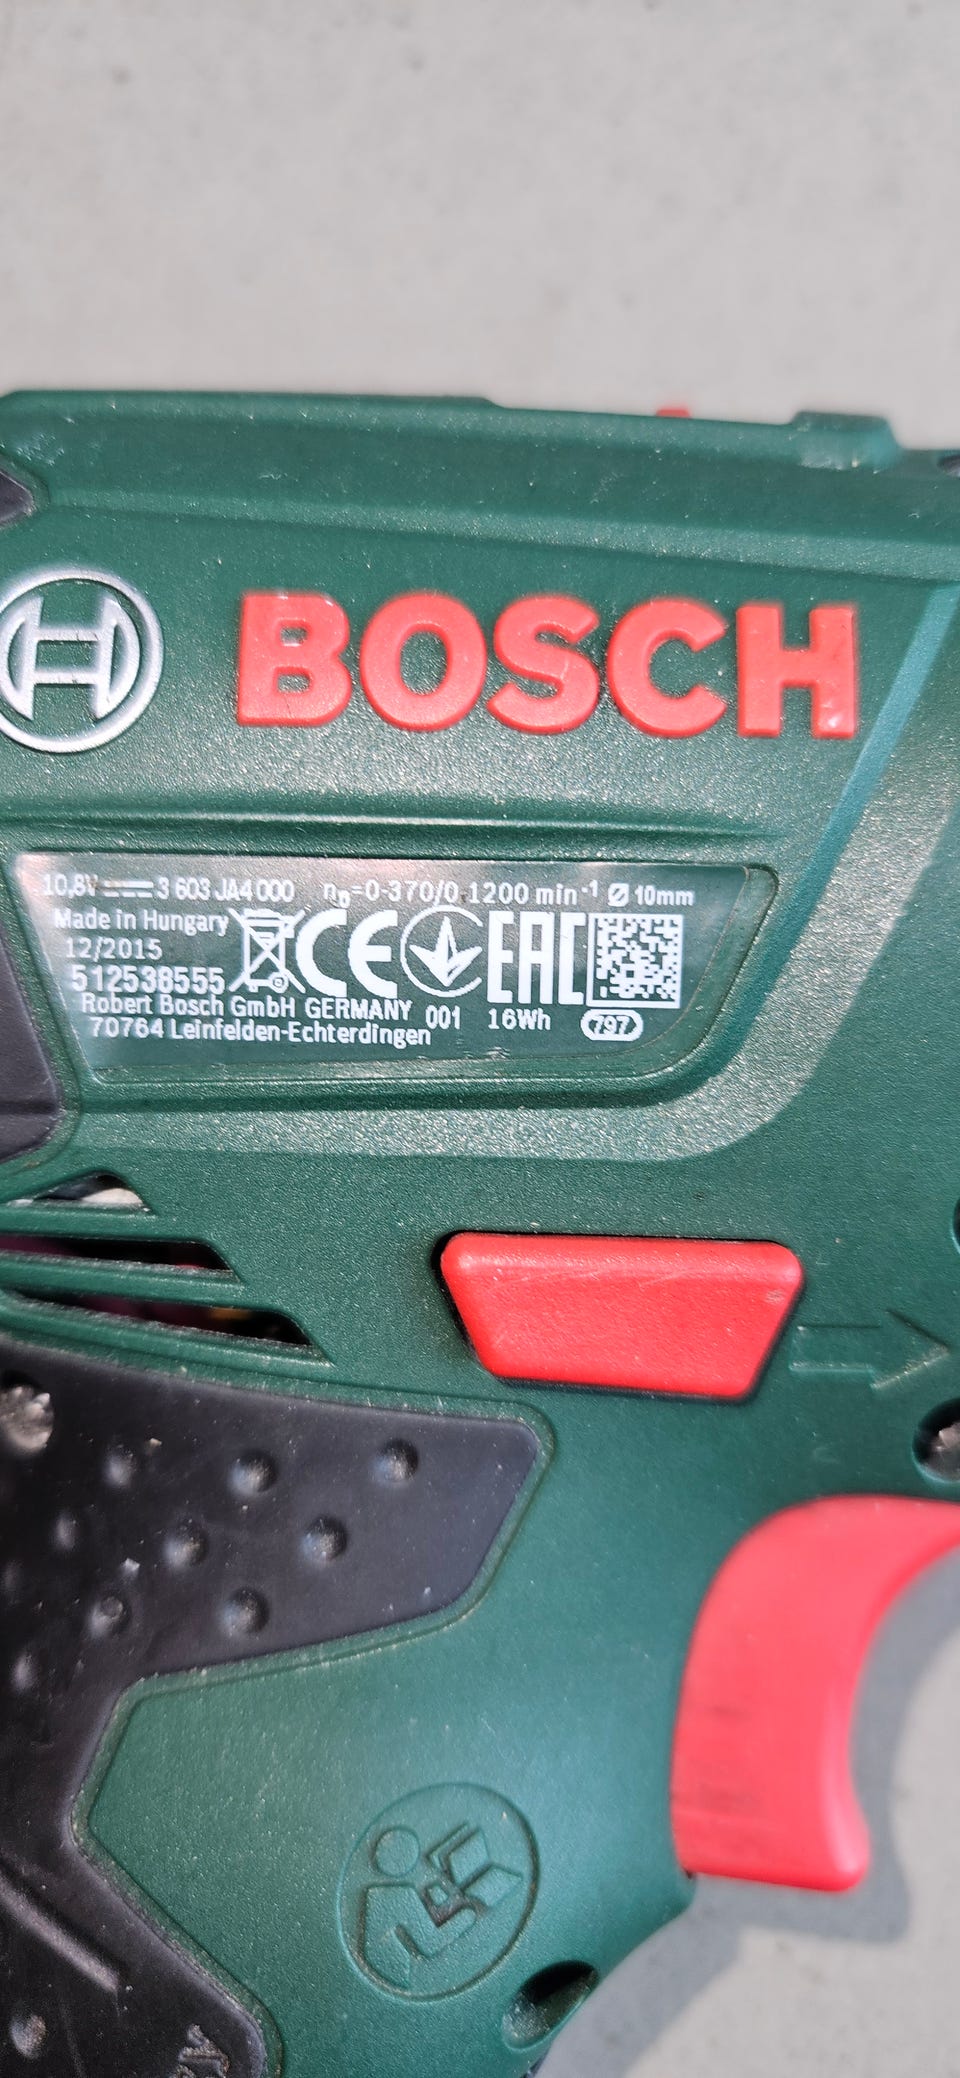 BOSCH
10,8V 3 603 JA4 000 n₀=0-370/0-1200 min⁻¹ Ø 10mm
Made in Hungary
12/2015
512538555 CE EAC
Robert Bosch GmbH GERMANY 001 16Wh 797
70764 Leinfelden-Echterdingen